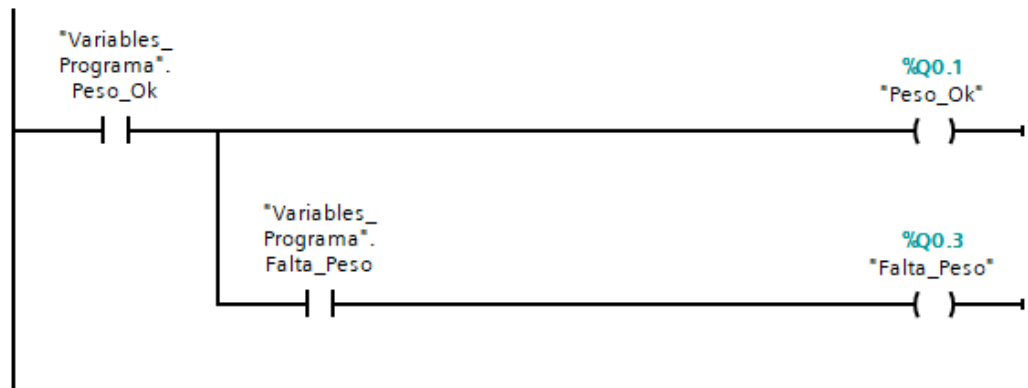 "Variables_
Programa".
Peso_Ok
%Q0.1
"Peso_Ok"
"Variables_
Programa".
Falta_Peso
%Q0.3
"Falta_Peso"